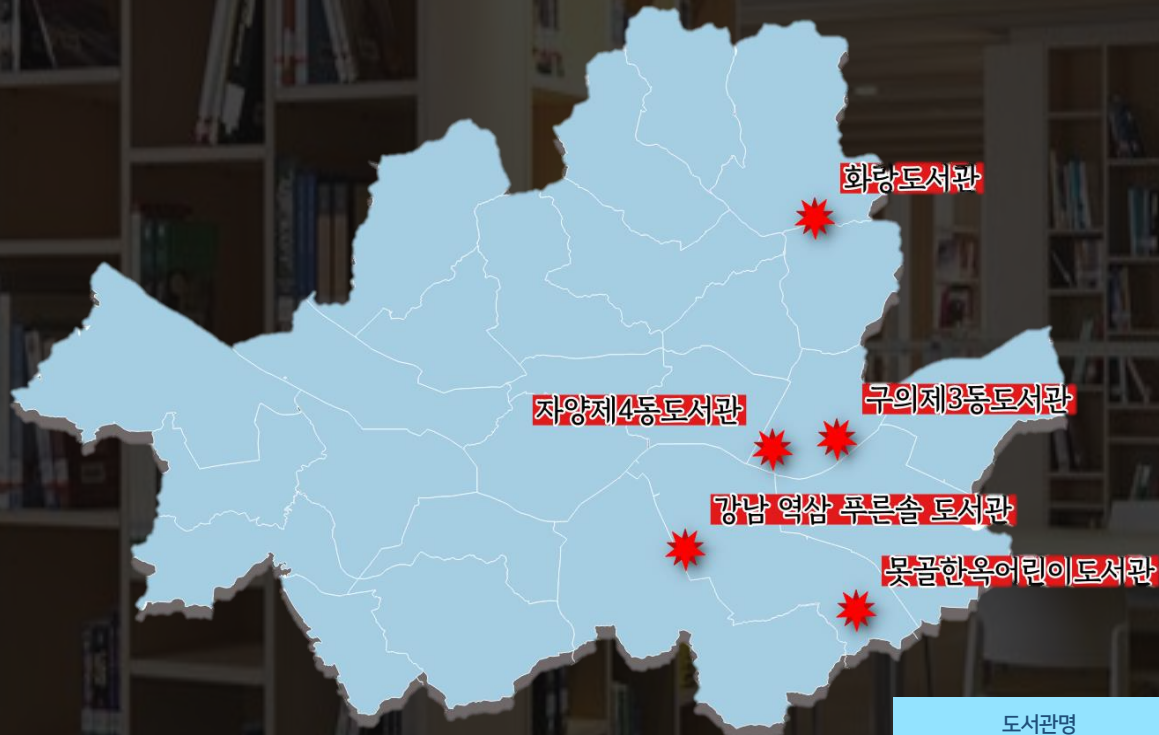 화랑도서관
자양제4동도서관
구의제3동도서관
강남 역삼 푸른솔 도서관
못골한옥어린이도서관
도서관명